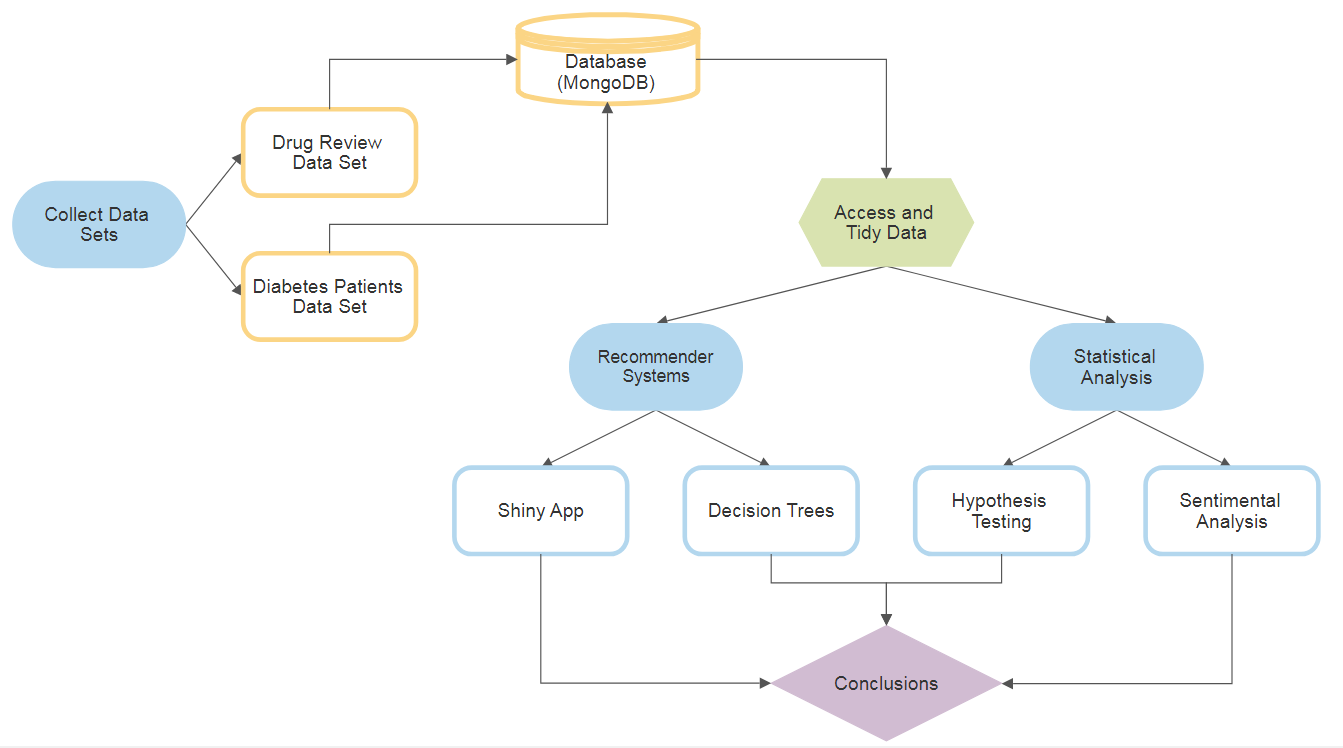 Database
(MongoDB)
Drug Review
Data Set
Collect Data
Sets
Access and
Tidy Data
Diabetes Patients
Data Set
Recommender
Systems
Statistical
Analysis
Shiny App
Decision Trees
Hypothesis
Testing
Sentimental
Analysis
Conclusions